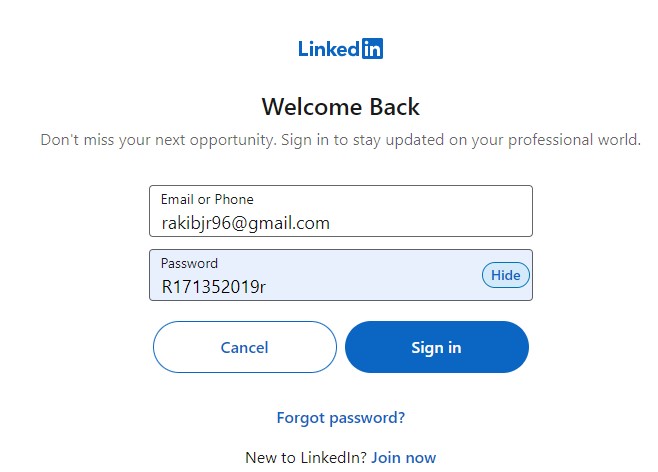 LinkedIn
Welcome Back
Don't miss your next opportunity. Sign in to stay updated on your professional world.
Email or Phone
rakibjr96@gmail.com
Password
R171352019r
Hide
Cancel
Sign in
Forgot password?
New to LinkedIn? Join now